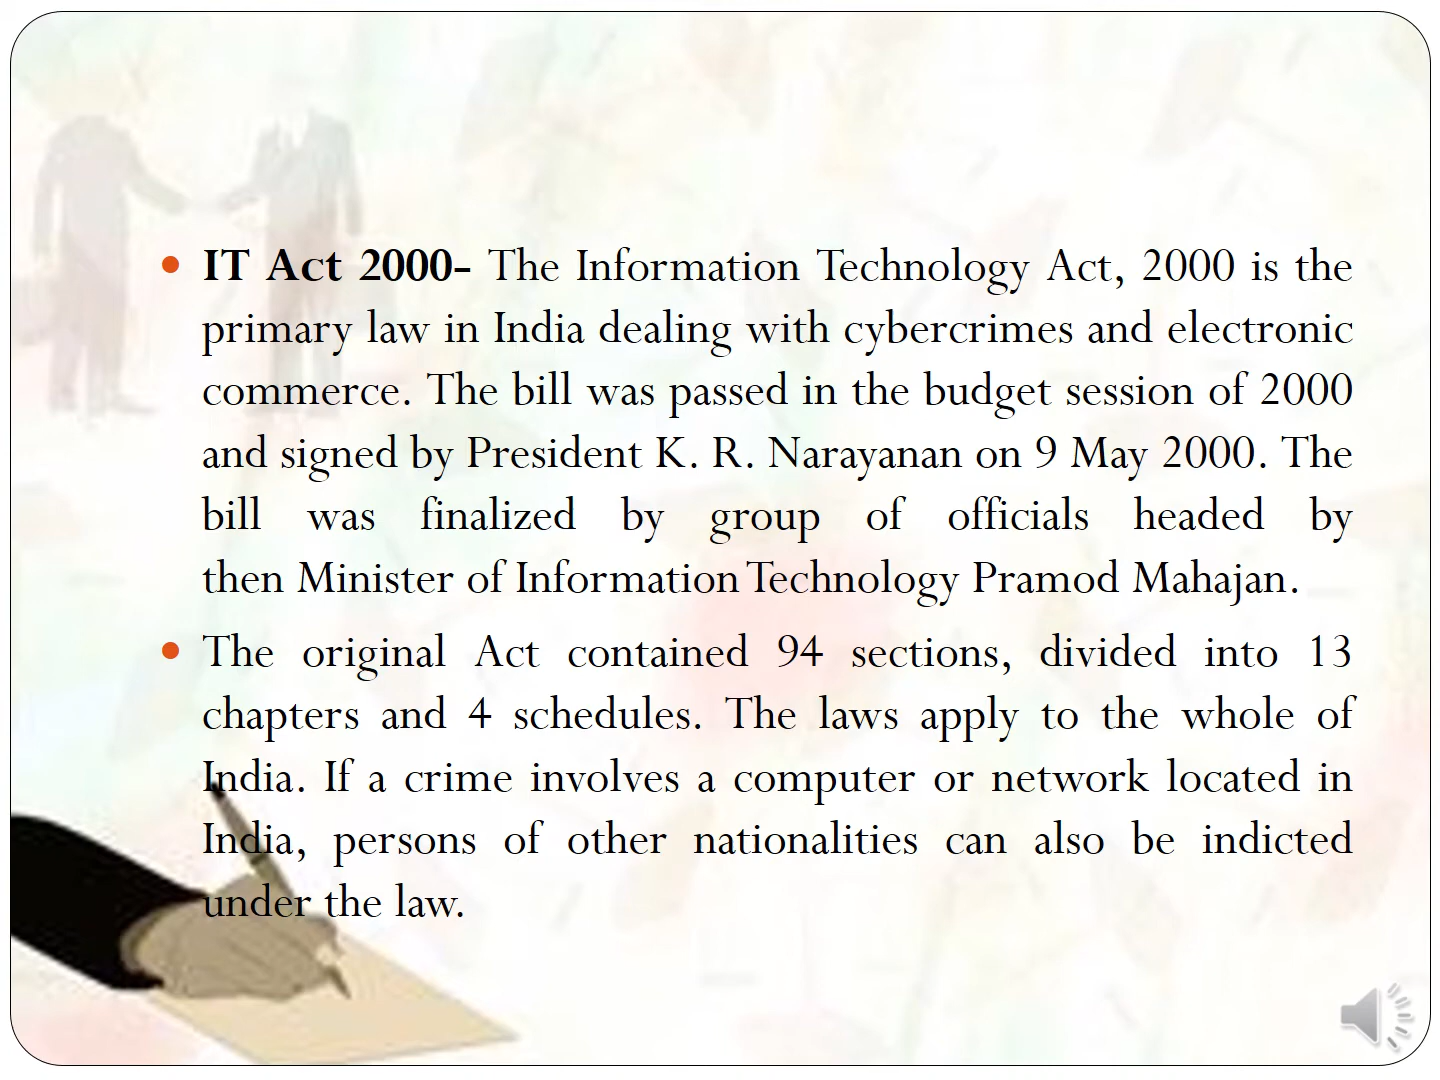 • IT Act 2000- The Information Technology Act, 2000 is the
primary law in India dealing with cybercrimes and electronic
commerce. The bill was passed in the budget session of 2000
and signed by President K. R. Narayanan on 9 May 2000. The
bill was finalized by group of officials headed by
then Minister of Information Technology Pramod Mahajan.
• The original Act contained 94 sections, divided into 13
chapters and 4 schedules. The laws apply to the whole of
India. If a crime involves a computer or network located in
India, persons of other nationalities can also be indicted
under the law.